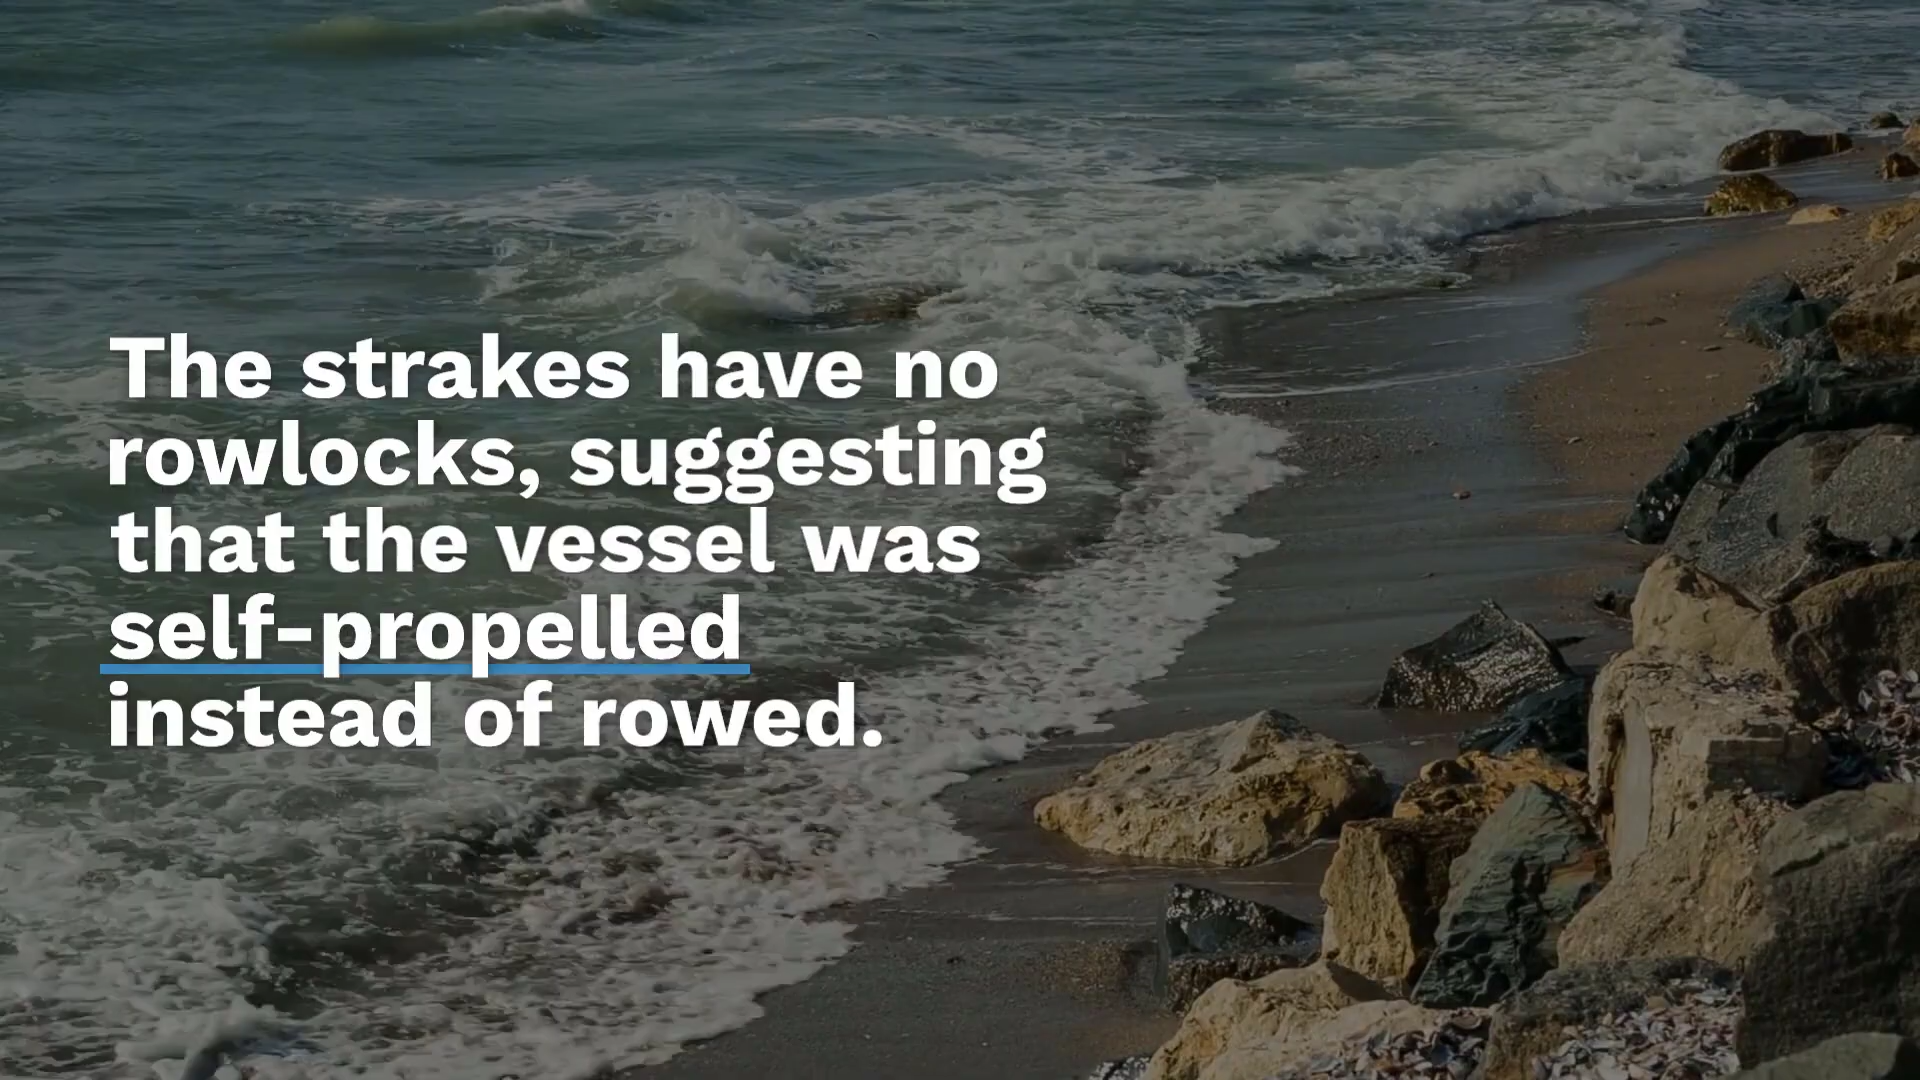 The strakes have no
rowlocks, suggesting
that the vessel was
self-propelled
instead of rowed.